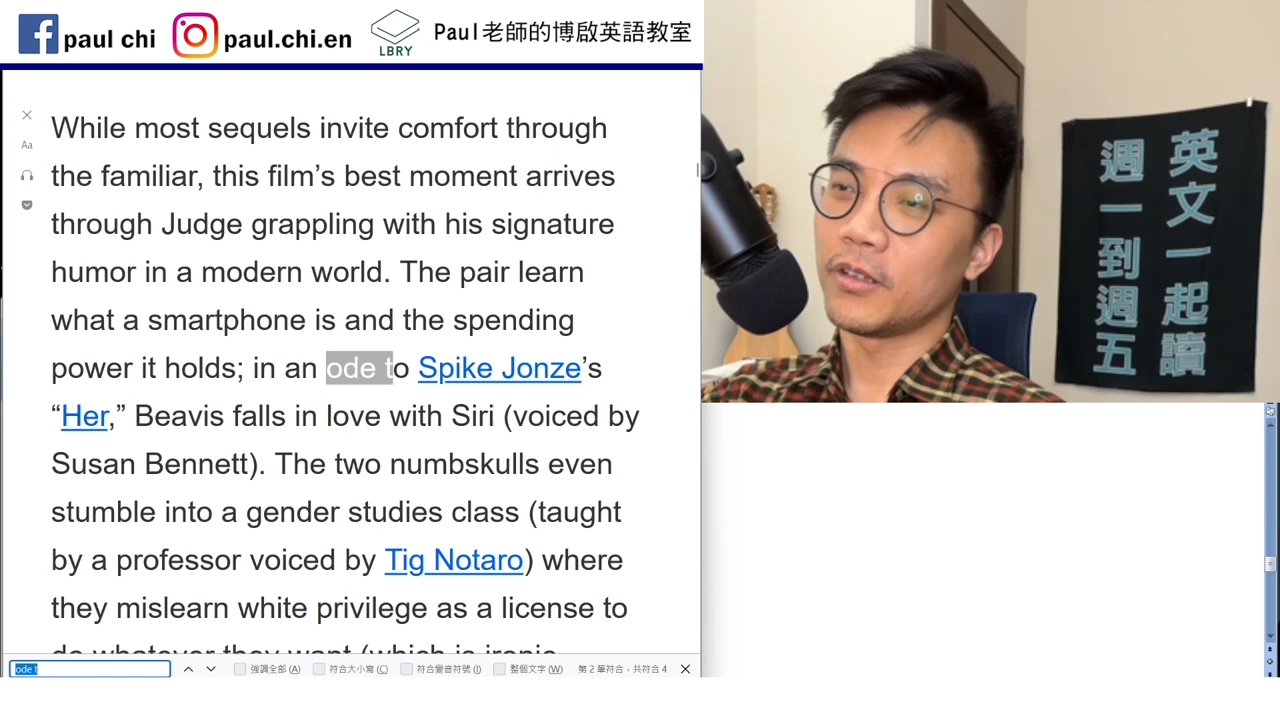 paul chi
paul.chi.en
LBRY
Paul老師的博啟英語教室
Aa
While most sequels invite comfort through
the familiar, this film’s best moment arrives
through Judge grappling with his signature
humor in a modern world. The pair learn
what a smartphone is and the spending
power it holds; in an ode to Spike Jonze’s
“Her,” Beavis falls in love with Siri (voiced by
Susan Bennett). The two numbskulls even
stumble into a gender studies class (taught
by a professor voiced by Tig Notaro) where
they mislearn white privilege as a license to
do whatever they want (which is ironic
ode t
強調全部 (A)
符合大小寫 (C)
符合變音符號 (I)
整個文字 (W)
第 2 筆符合，共符合 4
英文一起讀
週一到週五